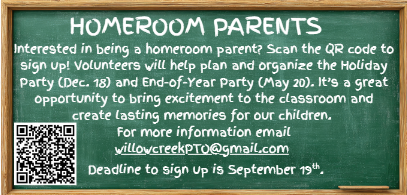 HOMEROOM PARENTS
Interested in being a homeroom parent? Scan the QR code to
sign up! Volunteers will help plan and organize the Holiday
Party (Dec. 18) and End-of-Year Party (May 20). It's a great
opportunity to bring excitement to the classroom and
create lasting memories for our children.
For more information email
willowcreekPTO@gmail.com
Deadline to sign up is September 19th.